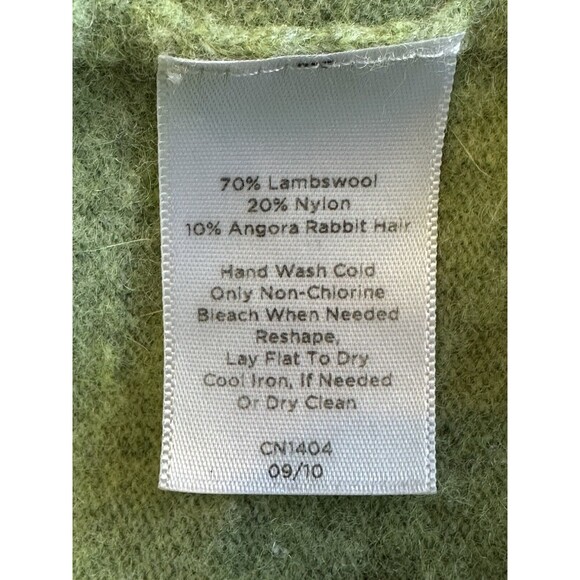 70% Lambswool
20% Nylon
10% Angora Rabbit Hair
Hand Wash Cold
Only Non-Chlorine
Bleach When Needed
Reshape,
Lay Flat To Dry
Cool Iron, If Needed
Or Dry Clean
CN1404
09/10